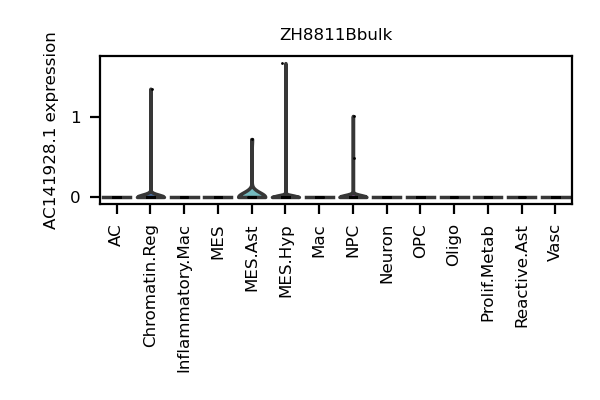 ZH8811Bbulk
AC141928.1 expression
1
0
AC
Chromatin.Reg
Inflammatory.Mac
MES
MES.Ast
MES.Hyp
Mac
NPC
Neuron
OPC
Oligo
Prolif.Metab
Reactive.Ast
Vasc